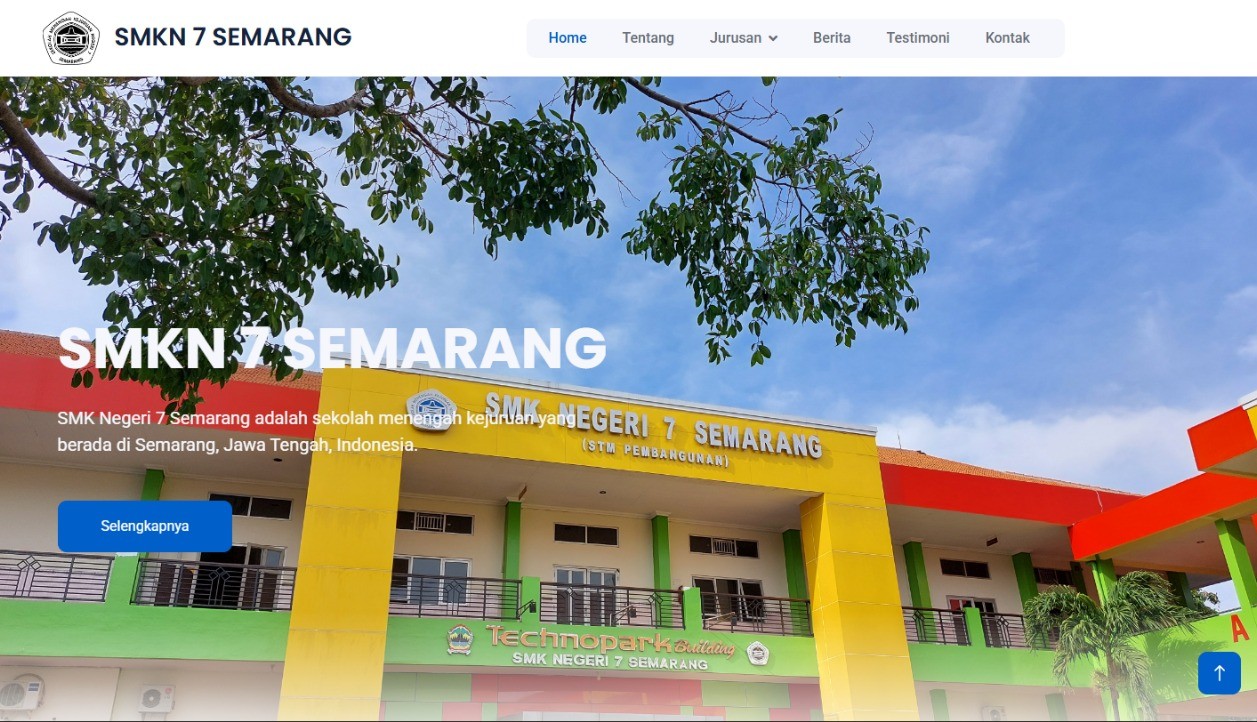 SMKN 7 SEMARANG
Home
Tentang
Jurusan
Berita
Testimoni
Kontak
SMKN 7 SEMARANG
SMK Negeri 7 Semarang adalah sekolah menengah kejuruan yang
berada di Semarang, Jawa Tengah, Indonesia.
SMK NEGERI 7 SEMARANG
(STM PEMBANGUNAN)
Selengkapnya
Technopark Building
SMK NEGERI 7 SEMARANG
A